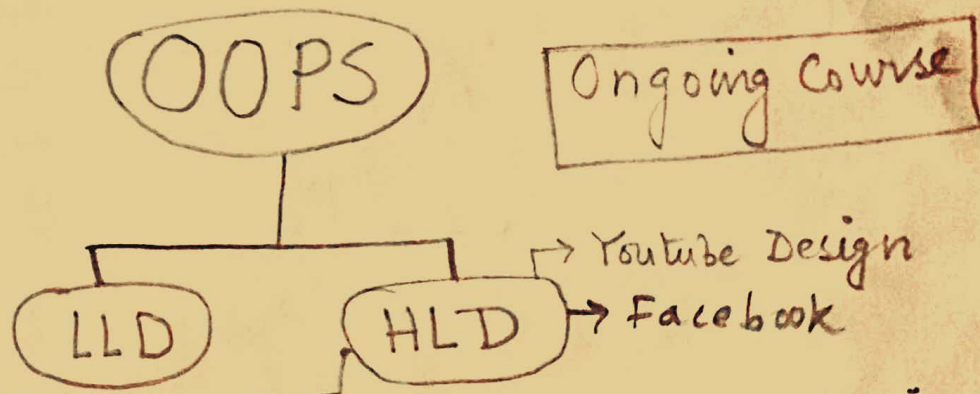 OOPS
Ongoing Course
Youtube Design
LLD
HLD
Facebook